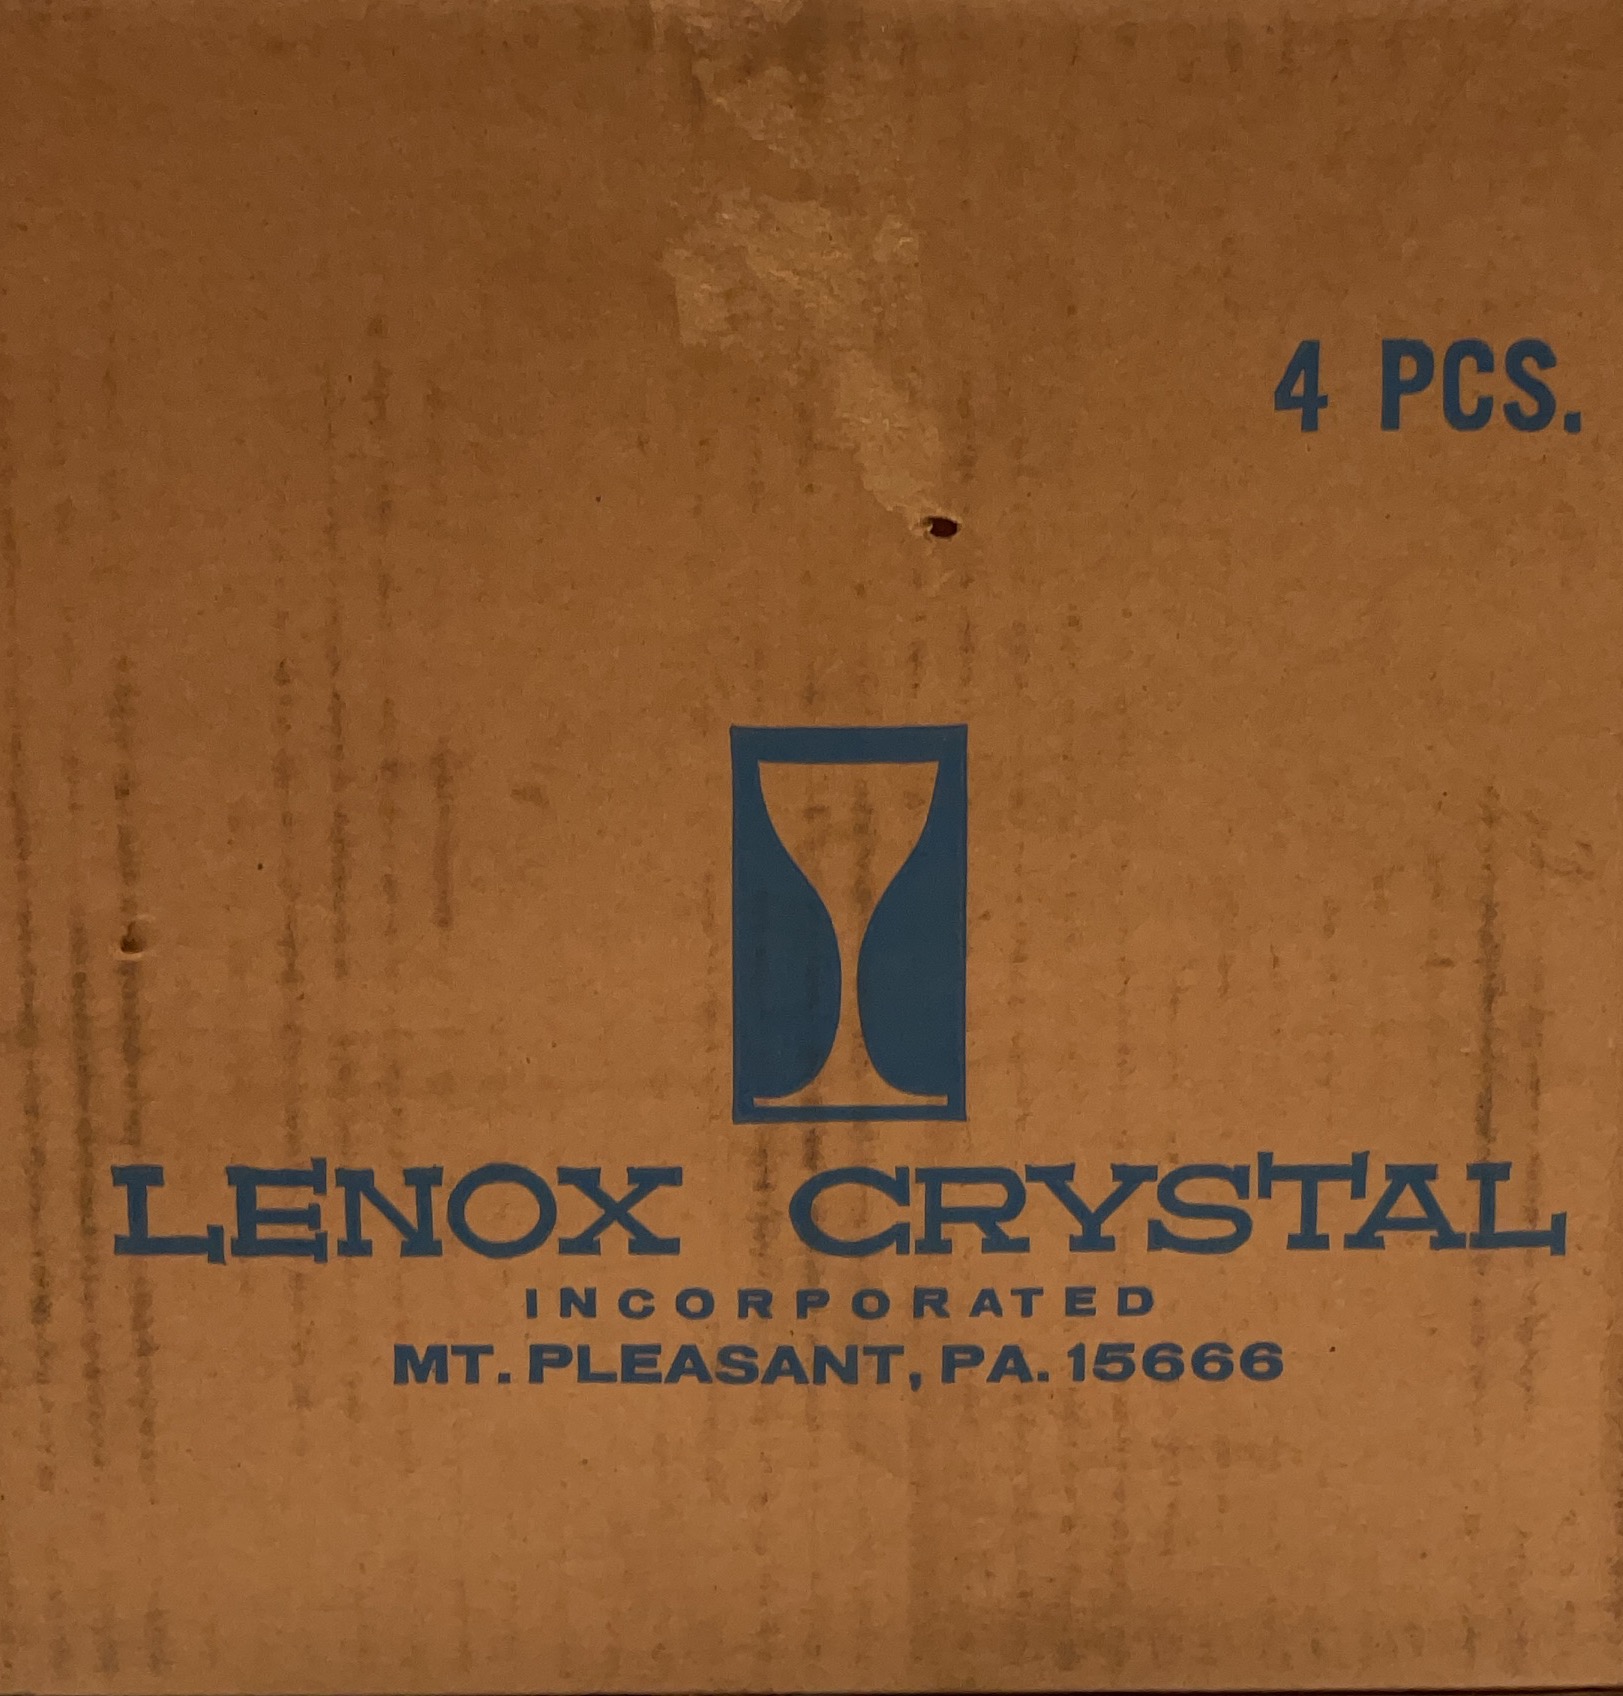 4 PCS.
LENOX CRYSTAL
INCORPORATED
MT. PLEASANT, PA. 15666